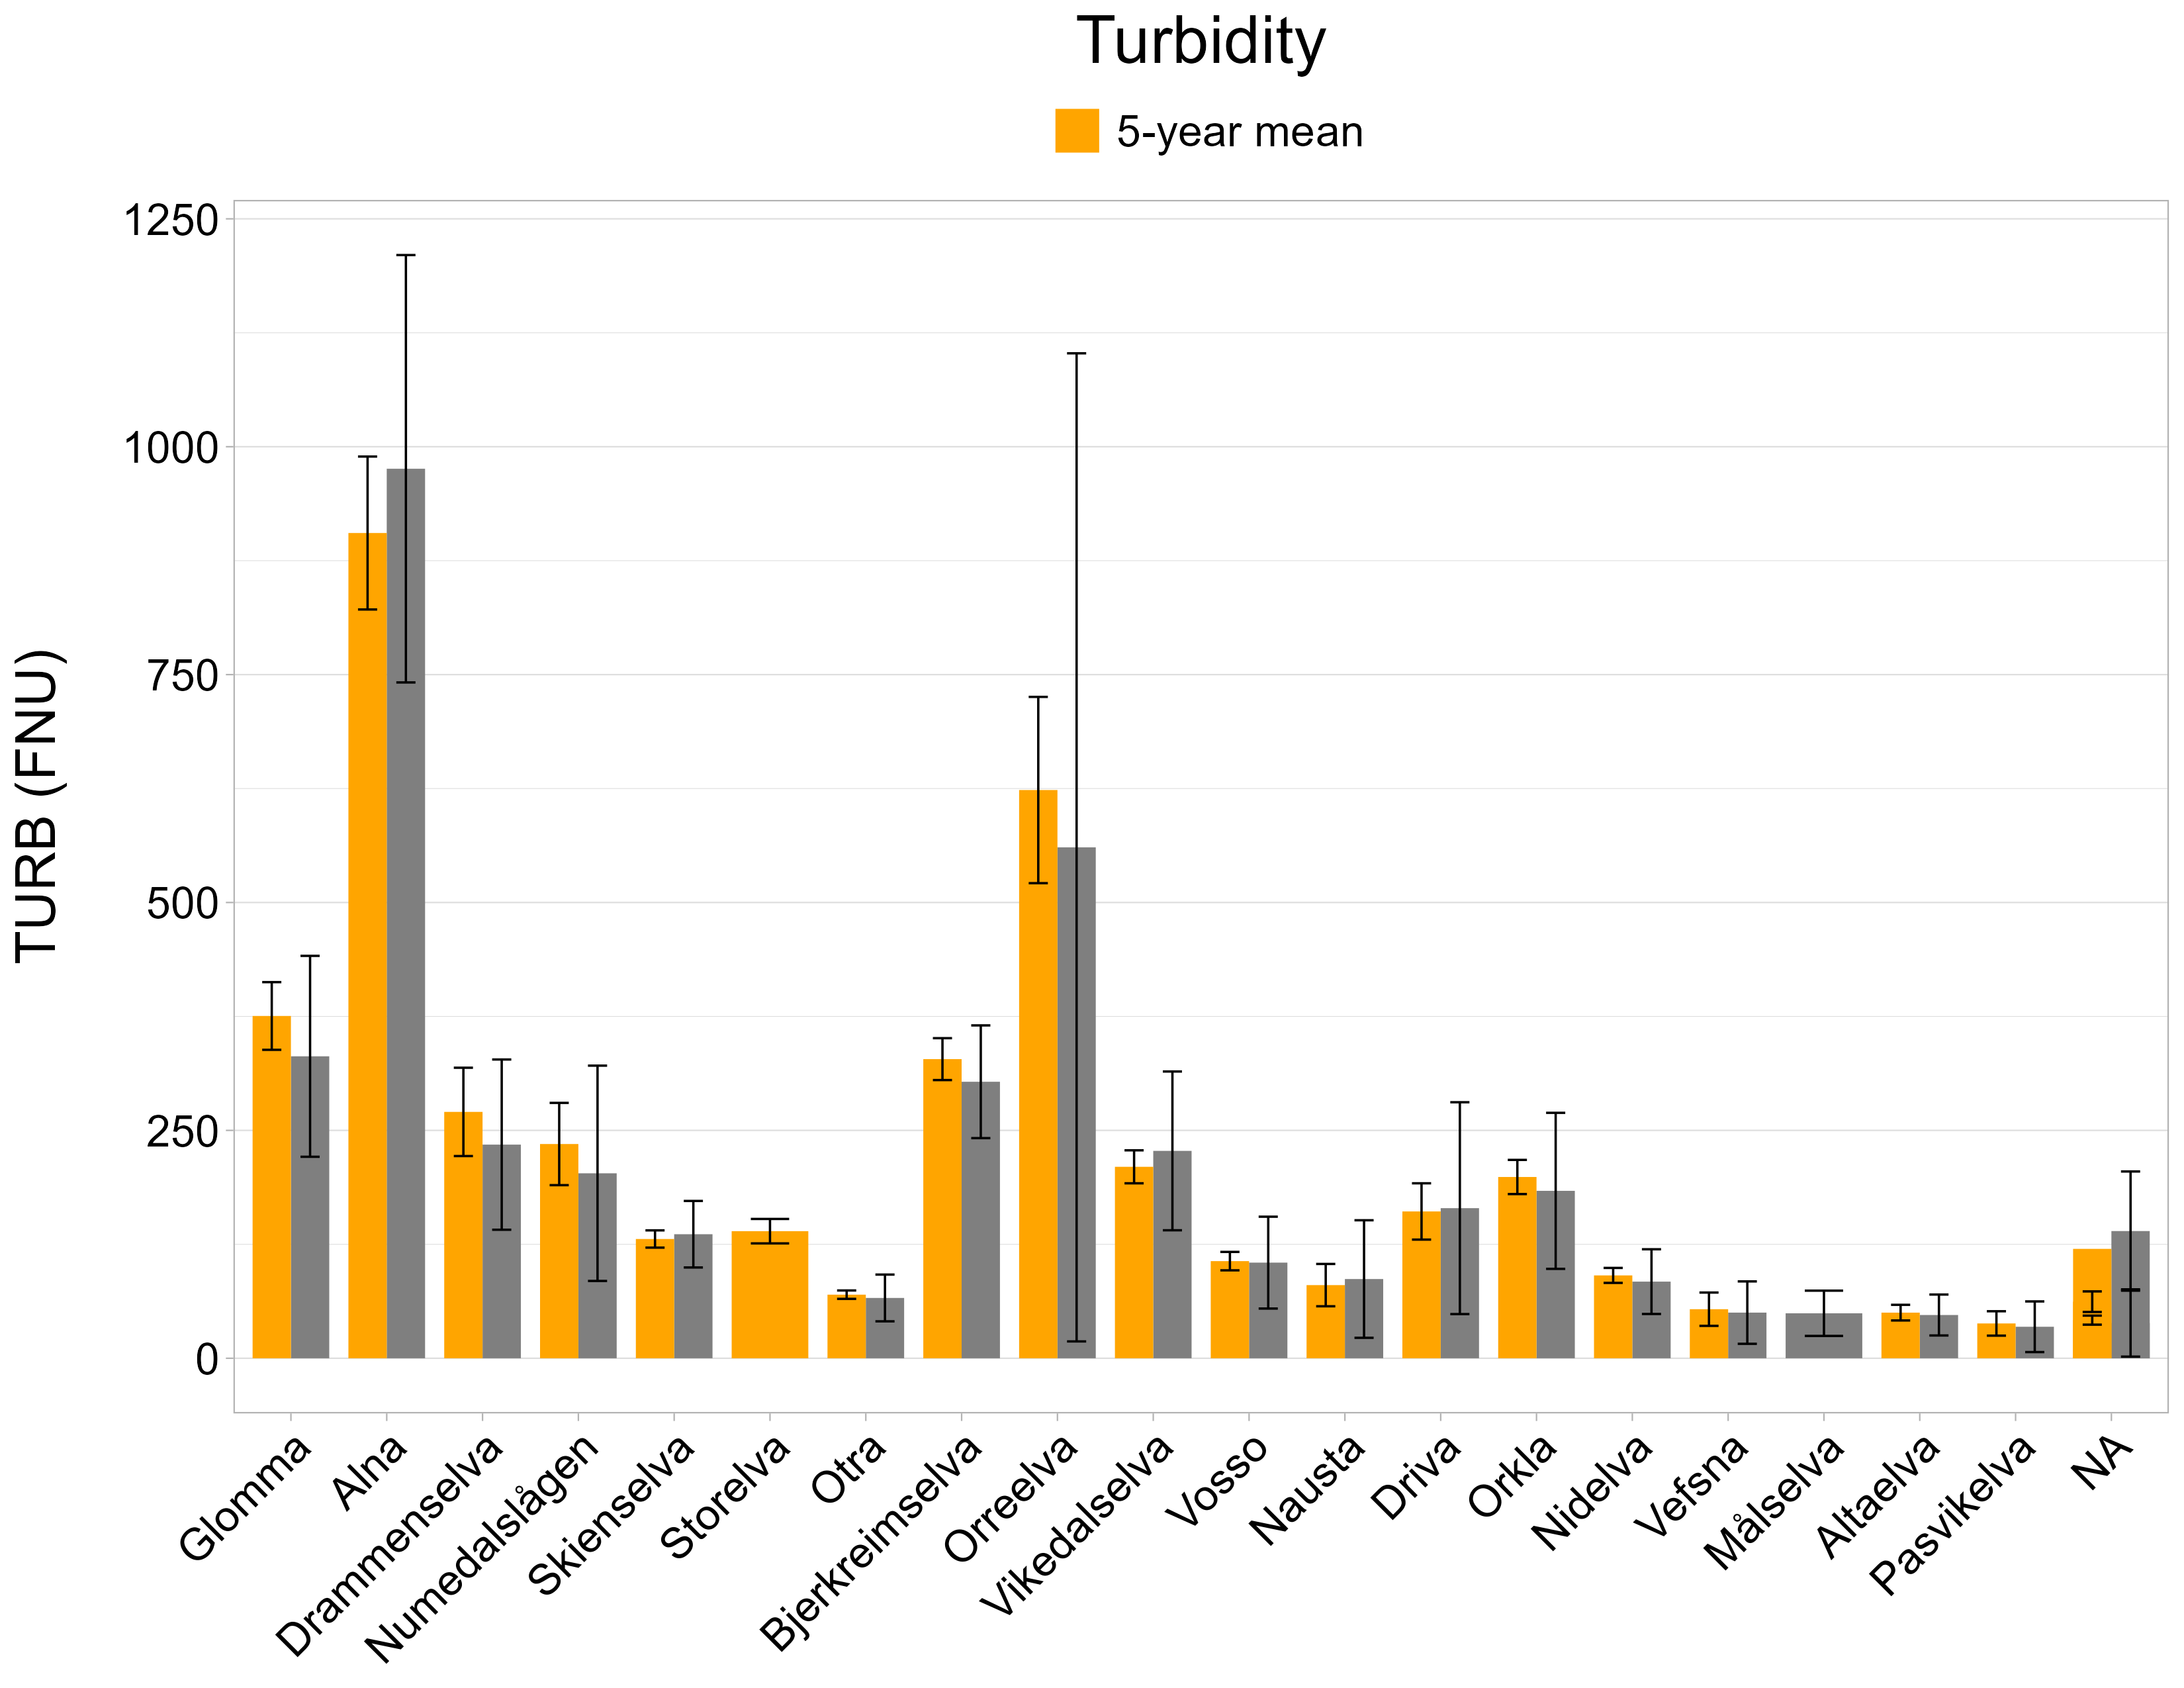 Turbidity
5-year mean
TURB (FNU)
1250
1000
750
500
250
0
Glomma
Alna
Drammenselva
Numedalslågen
Skienselva
Storelva
Otra
Bjerkreimselva
Orreelva
Vikedalselva
Vosso
Nausta
Driva
Orkla
Nidelva
Vefsna
Målselva
Altaelva
Pasvikelva
NA